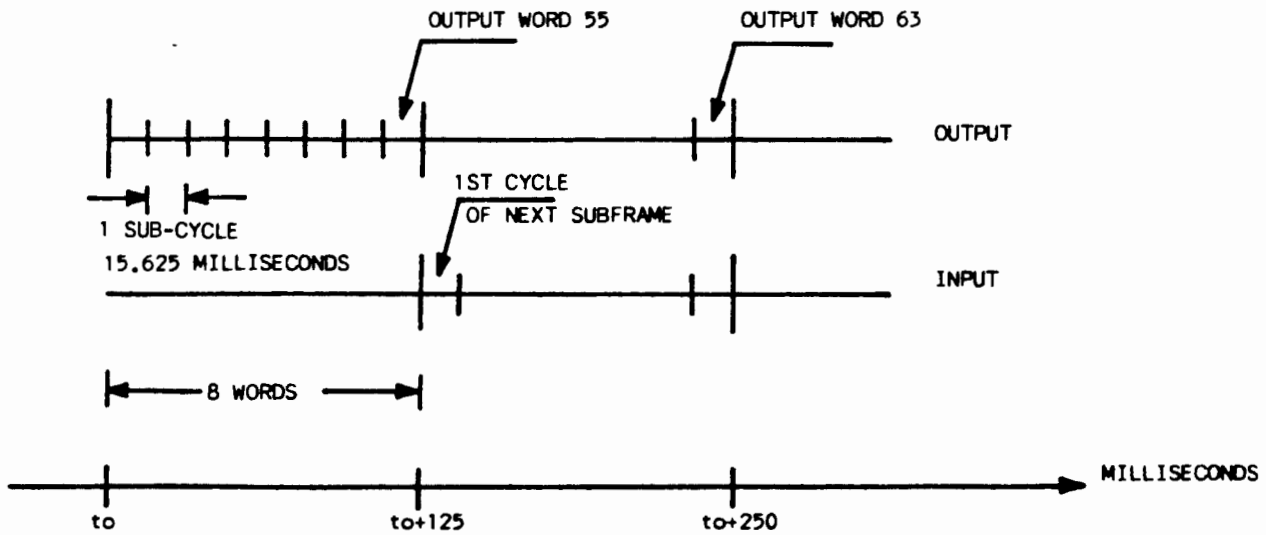 OUTPUT WORD 55
OUTPUT WORD 63
OUTPUT
1 SUB-CYCLE
15.625 MILLISECONDS
1ST CYCLE
OF NEXT SUBFRAME
INPUT
8 WORDS
MILLISECONDS
to
to+125
to+250